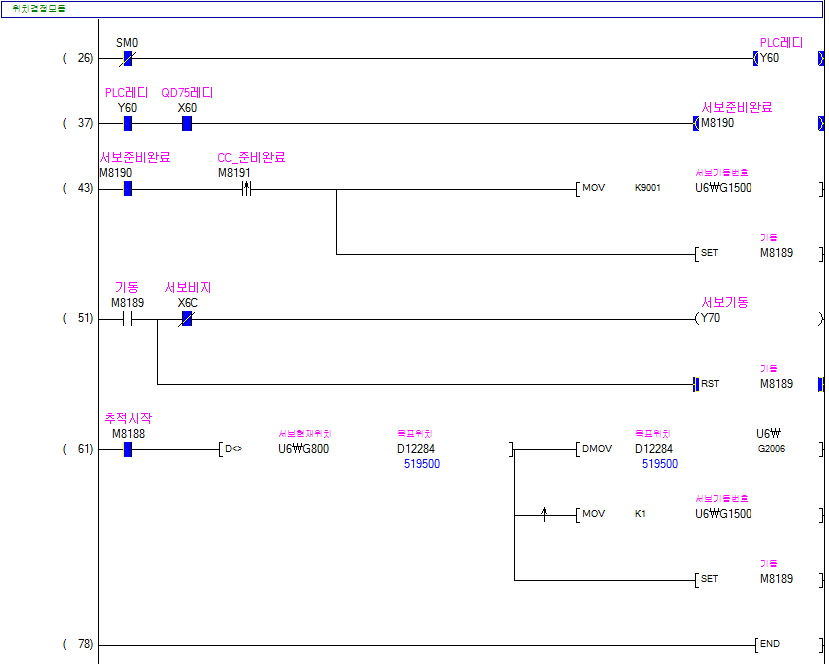 위치결정모듈
SM0 PLC레디
( 26) Y60
PLC레디 QD75레디 서보준비완료
Y60 X60
( 37) M8190
서보준비완료 CC_준비완료 서보기동번호
M8190 M8191
( 43) MOV K9001 U6₩G1500
기동
SET M8189
기동 서보비지 서보기동
M8189 X6C
( 51) Y70
기동
RST M8189
추적시작
M8188 서보현재위치 목표위치 목표위치 U6₩
( 61) D<> U6₩G800 D12284 DMOV D12284 G2006
519500 519500
서보기동번호
MOV K1 U6₩G1500
기동
SET M8189
( 78) END